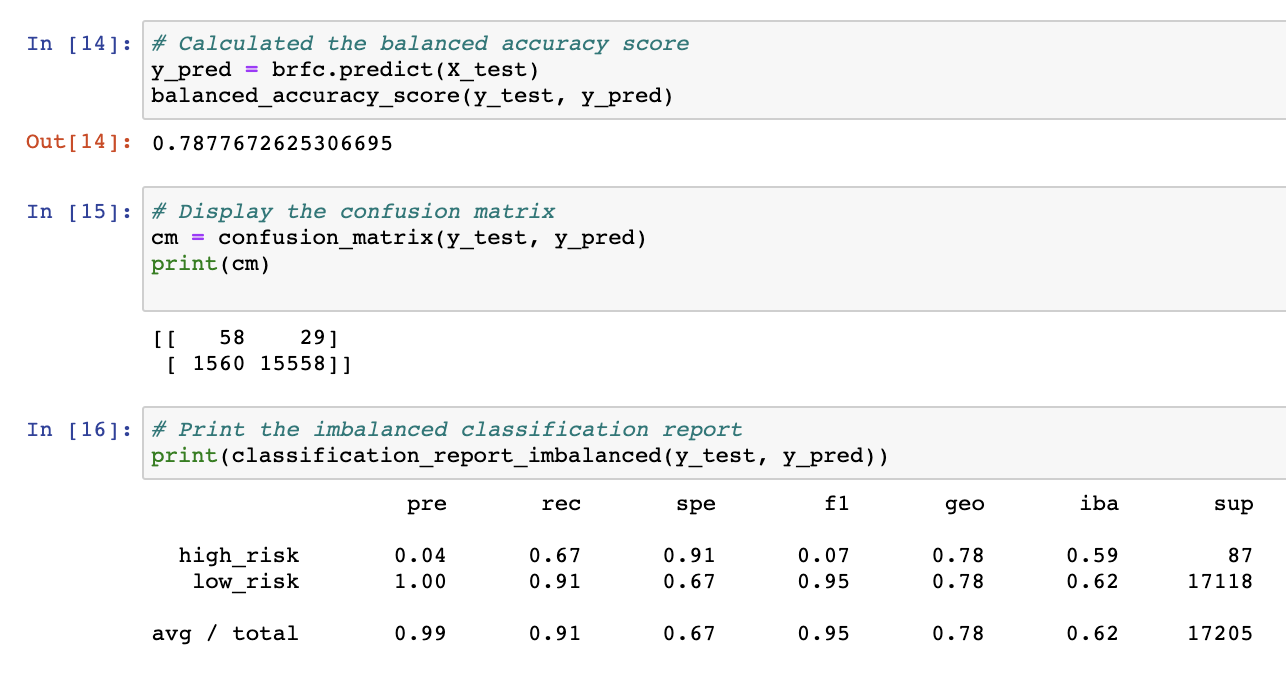 In [14]: # Calculated the balanced accuracy score
y_pred = brfc.predict(X_test)
balanced_accuracy_score(y_test, y_pred)
Out[14]: 0.7877672625306695
In [15]: # Display the confusion matrix
cm = confusion_matrix(y_test, y_pred)
print(cm)
[[   58    29]
 [ 1560 15558]]
In [16]: # Print the imbalanced classification report
print(classification_report_imbalanced(y_test, y_pred))
pre rec spe f1 geo iba sup
high_risk 0.04 0.67 0.91 0.07 0.78 0.59 87
low_risk 1.00 0.91 0.67 0.95 0.78 0.62 17118
avg / total 0.99 0.91 0.67 0.95 0.78 0.62 17205